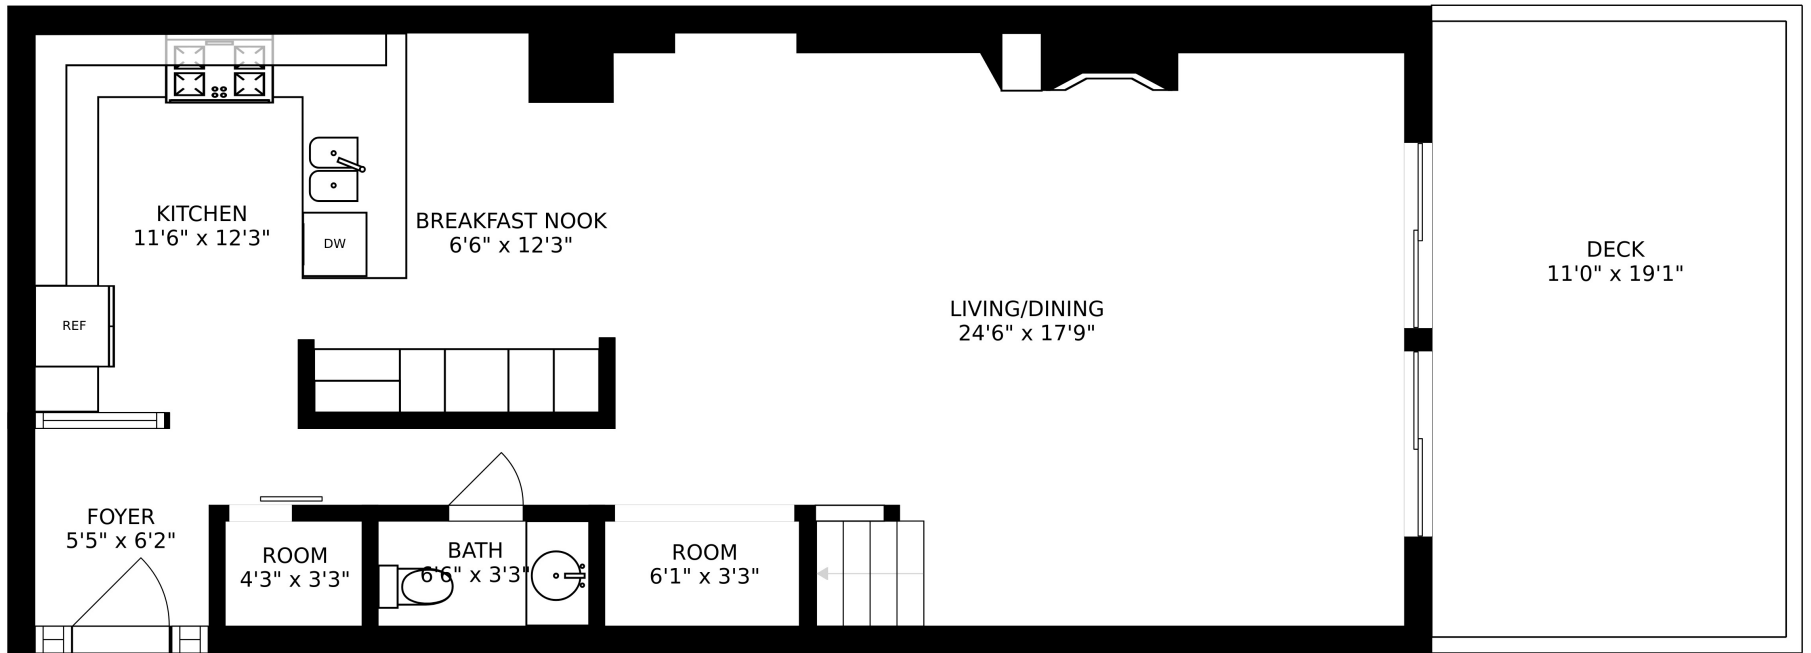 KITCHEN
11'6" x 12'3"
DW
BREAKFAST NOOK
6'6" x 12'3"
REF
LIVING/DINING
24'6" x 17'9"
DECK
11'0" x 19'1"
FOYER
5'5" x 6'2"
ROOM
4'3" x 3'3"
BATH
6'6" x 3'3"
ROOM
6'1" x 3'3"